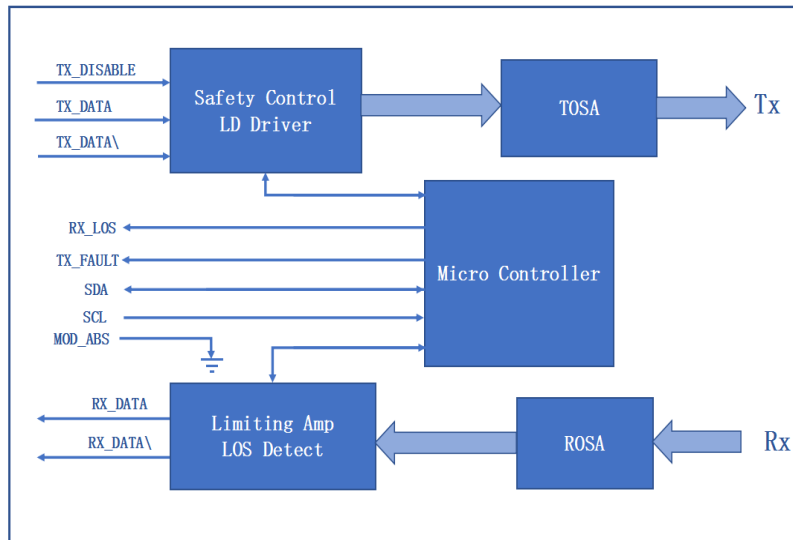 TX_DISABLE
TX_DATA
TX_DATA\
Safety Control
LD Driver
TOSA
Tx
RX_LOS
TX_FAULT
SDA
SCL
MOD_ABS
Micro Controller
RX_DATA
RX_DATA\
Limiting Amp
LOS Detect
ROSA
Rx